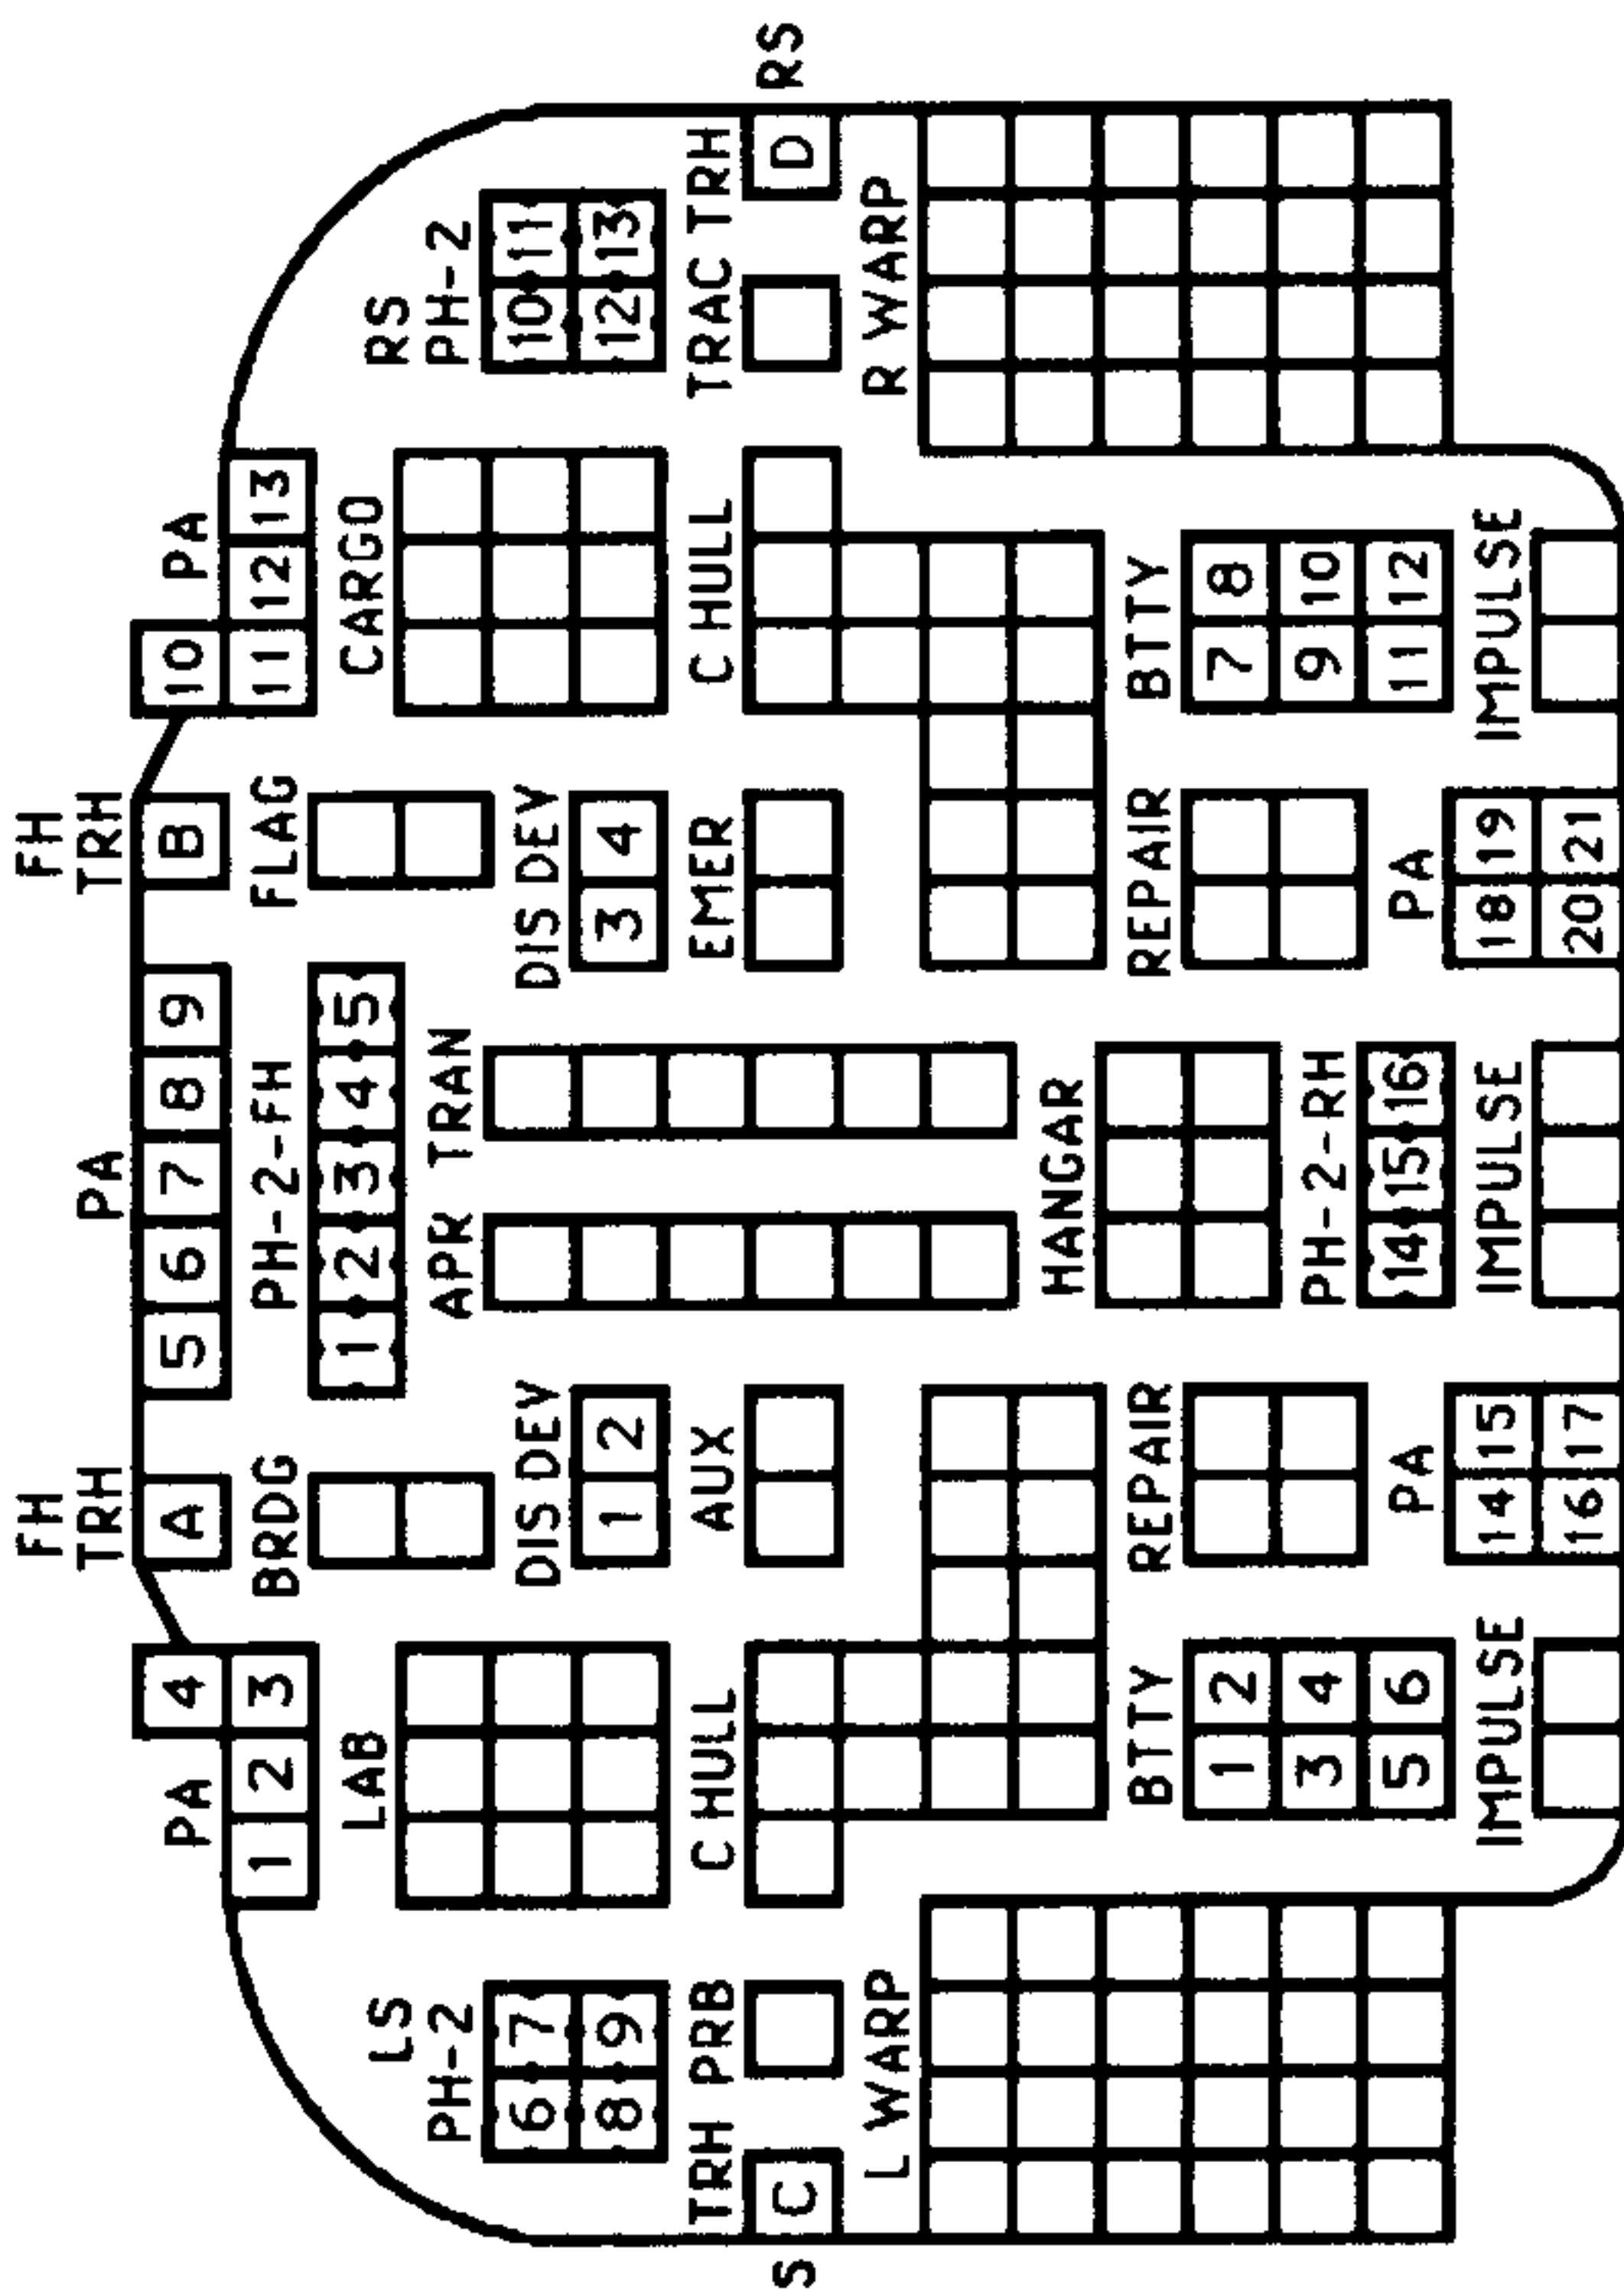 FH
TRH
FH
TRH
PA
A
B
5 6 7 8 9
PA
4
PA
10
1 2 3
11 12 13
BRDG
PH-2-FH
FLAG
1 2 3 4 5
LAB
CARGO
LS
PH-2
RS
PH-2
APR
TRAN
6 7
8 9
10 11
12 13
DIS DEV
DIS DEV
1 2
3 4
TRH
PRB
C HULL
AUX
EMER
C HULL
TRAC
TRH
S
C
D
RS
L WARP
R WARP
HANGAR
BTTY
REPAIR
REPAIR
BTTY
1 2
3 4
5 6
7 8
9 10
11 12
PH-2-RH
14 15 16
PA
PA
14 15
16 17
18 19
20 21
IMPULSE
IMPULSE
IMPULSE